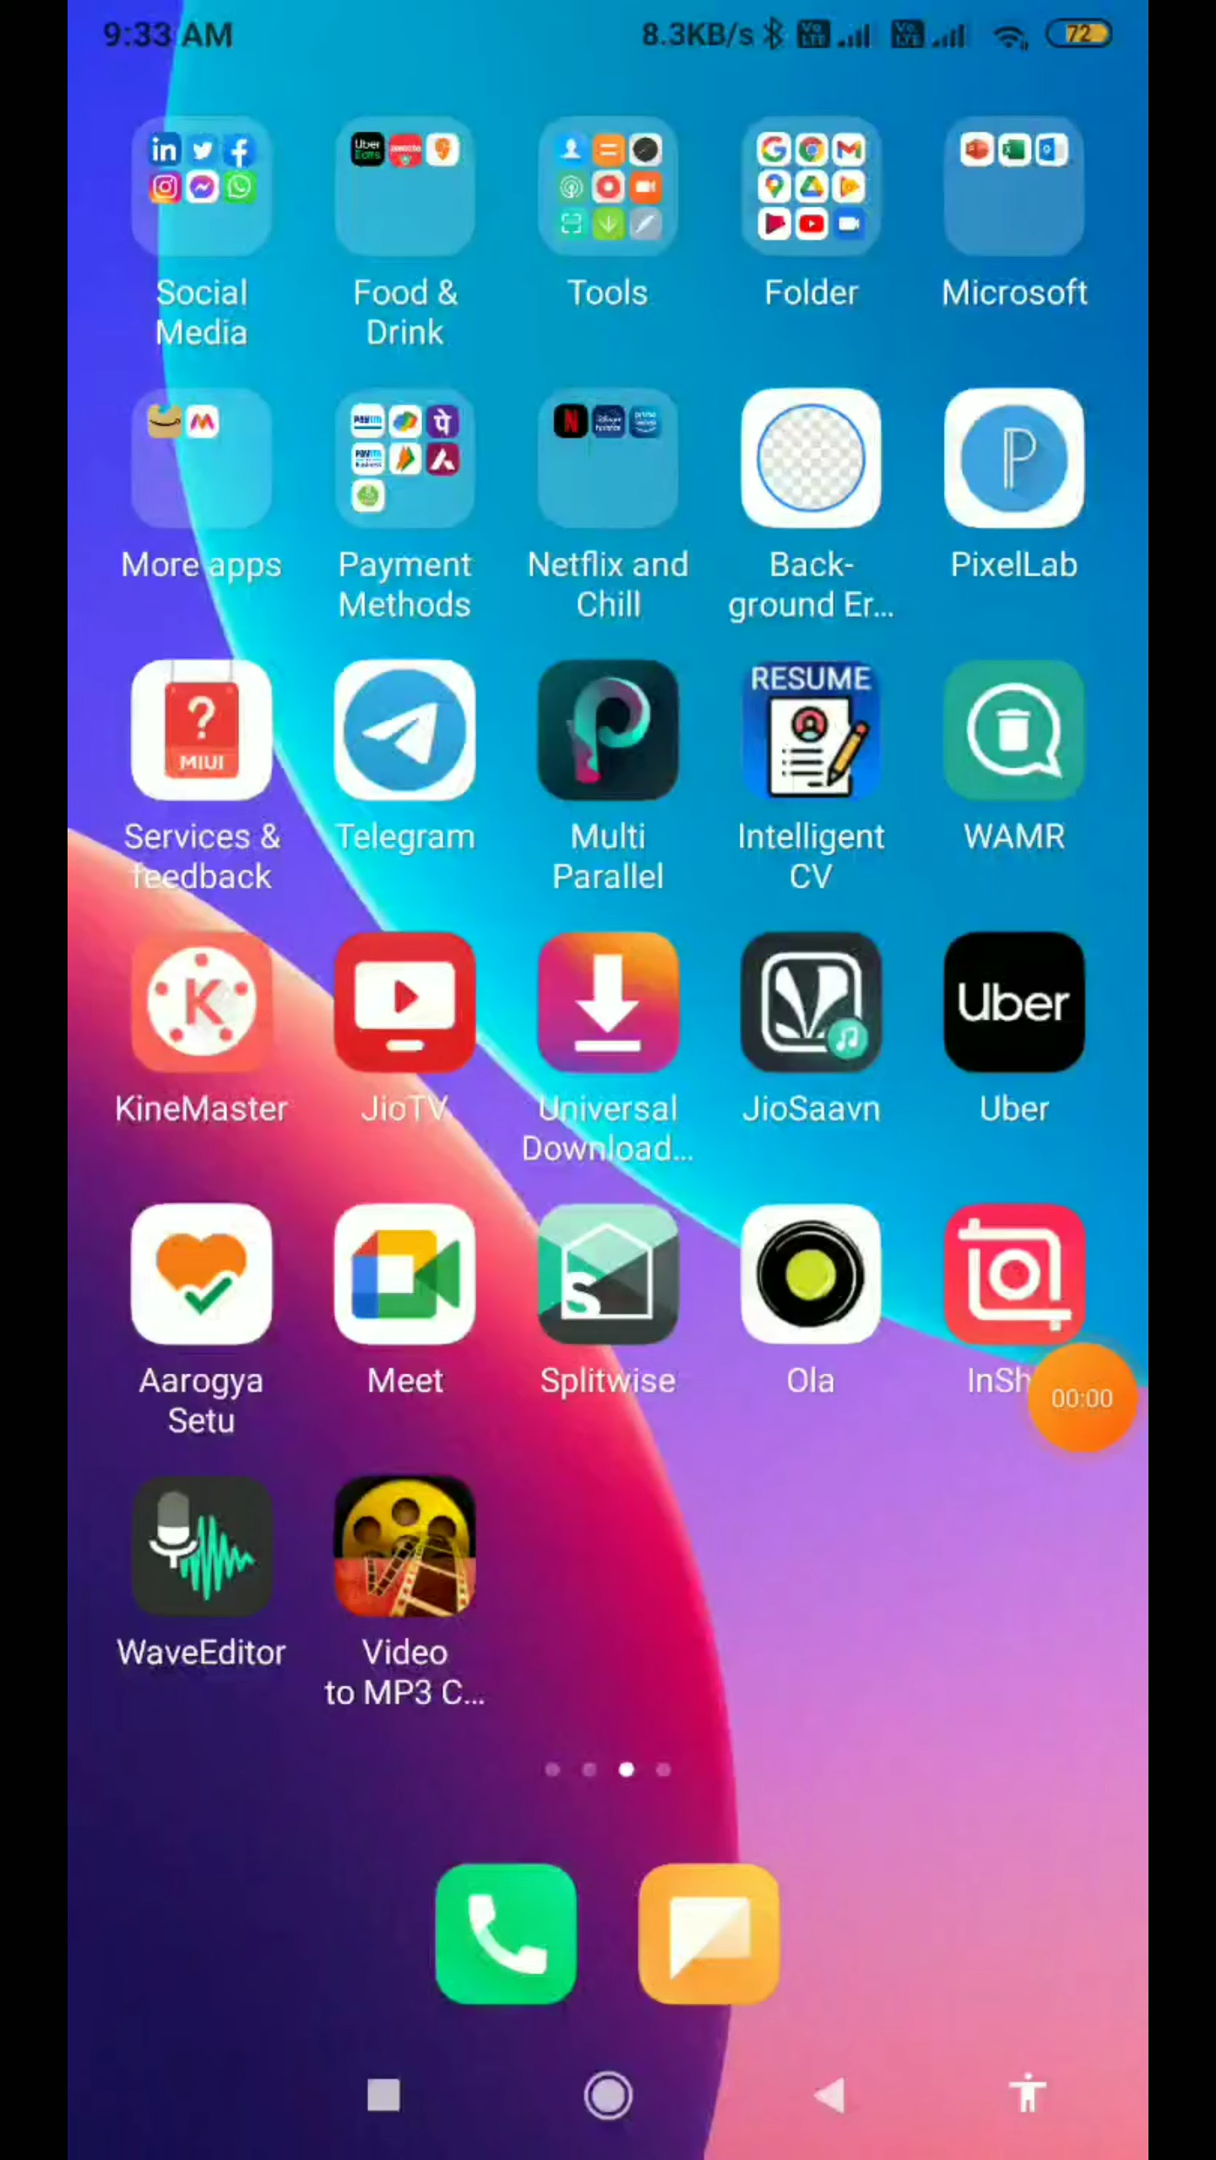 9:33 AM 8.3KB/s 72
Social Media
Food & Drink
Tools
Folder
Microsoft
More apps
Payment Methods
Netflix and Chill
Back-
ground Er...
PixelLab
?
MIUI
RESUME
Services & feedback
Telegram
Multi Parallel
Intelligent CV
WAMR
K
Uber
KineMaster
JioTV
Universal Download...
JioSaavn
Uber
Aarogya Setu
Meet
Splitwise
Ola
InSh
00:00
WaveEditor
Video
to MP3 C...